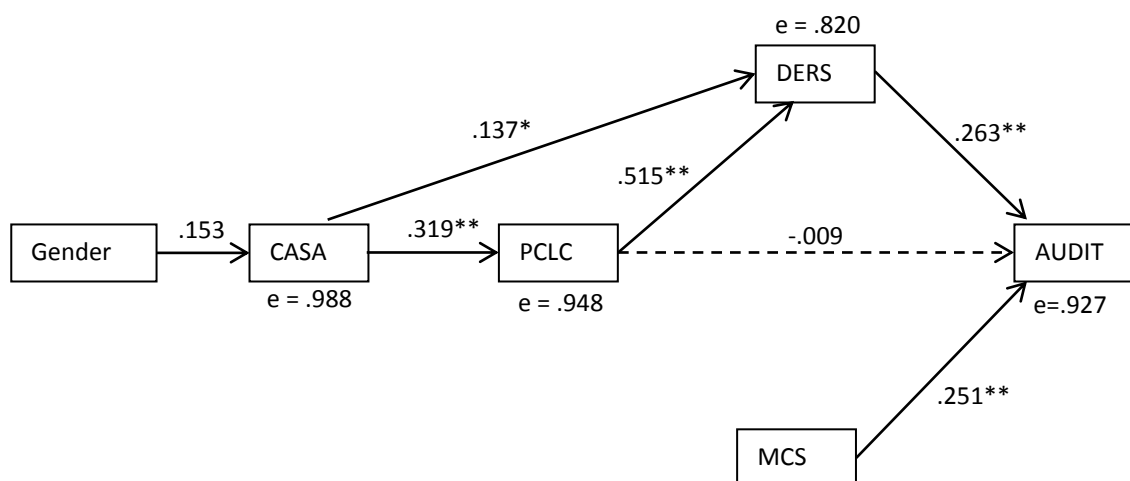 e = .820
DERS
.137*
.263**
.515**
Gender
.153
CASA
.319**
PCLC
-.009
AUDIT
e = .988
e = .948
e=.927
.251**
MCS